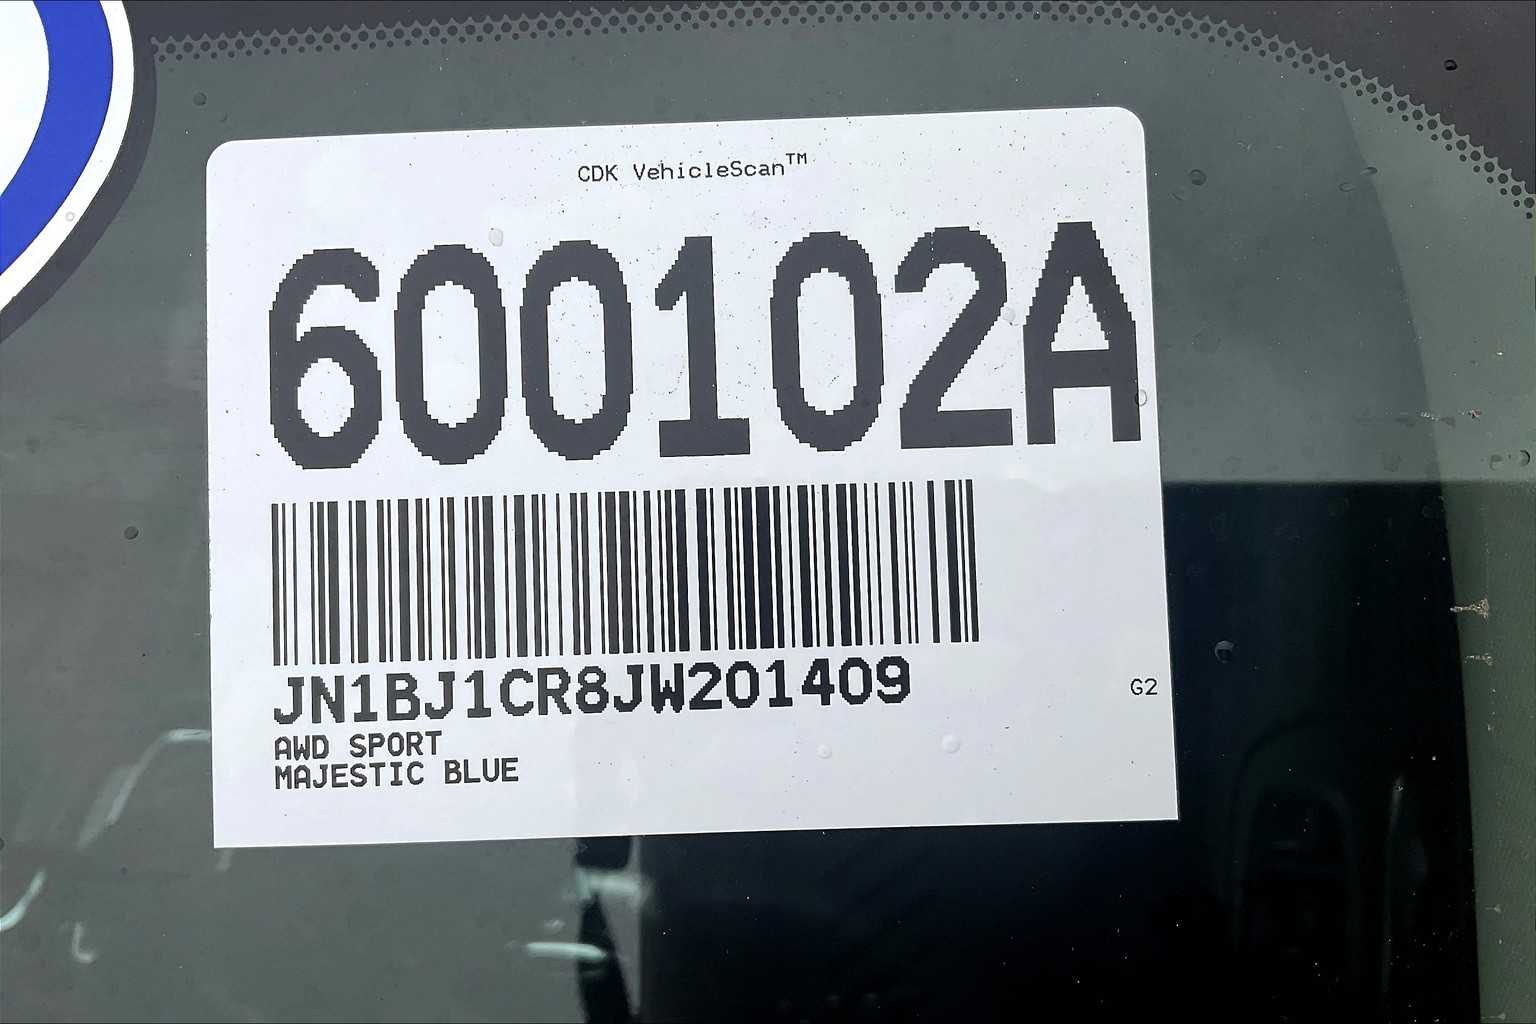 CDK VehicleScan™
600102A
JN1BJ1CR8JW201409
G2
AWD SPORT
MAJESTIC BLUE